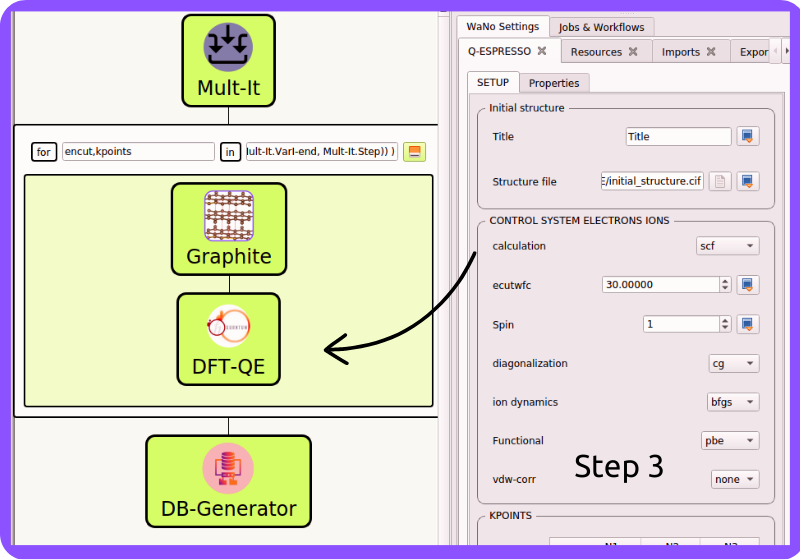 Mult-It
for encut,kpoints in lult-It.VarI-end, Mult-It.Step)) )
Graphite
DFT-QE
DB-Generator
WaNo Settings Jobs & Workflows
Q-ESPRESSO Resources Imports Expor
SETUP Properties
Initial structure
Title Title
Structure file E/initial_structure.cif
CONTROL SYSTEM ELECTRONS IONS
calculation scf
ecutwfc 30.00000
Spin 1
diagonalization cg
ion dynamics bfgs
Functional pbe
Step 3
vdw-corr none
KPOINTS